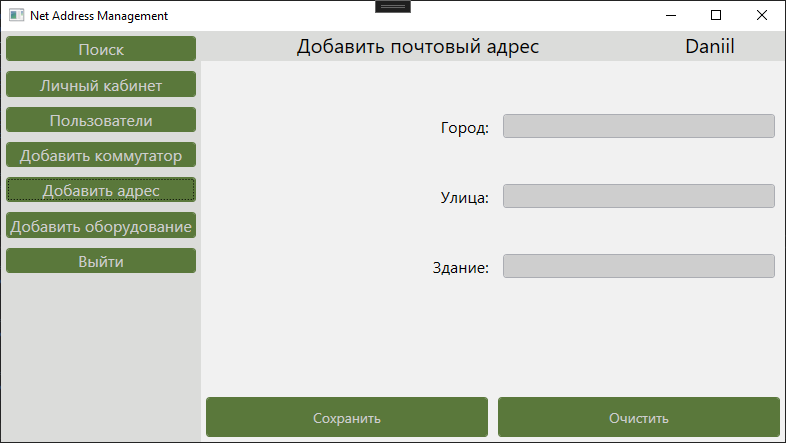 Net Address Management
Поиск
Личный кабинет
Пользователи
Добавить коммутатор
Добавить адрес
Добавить оборудование
Выйти
Добавить почтовый адрес
Daniil
Город:
Улица:
Здание:
Сохранить
Очистить